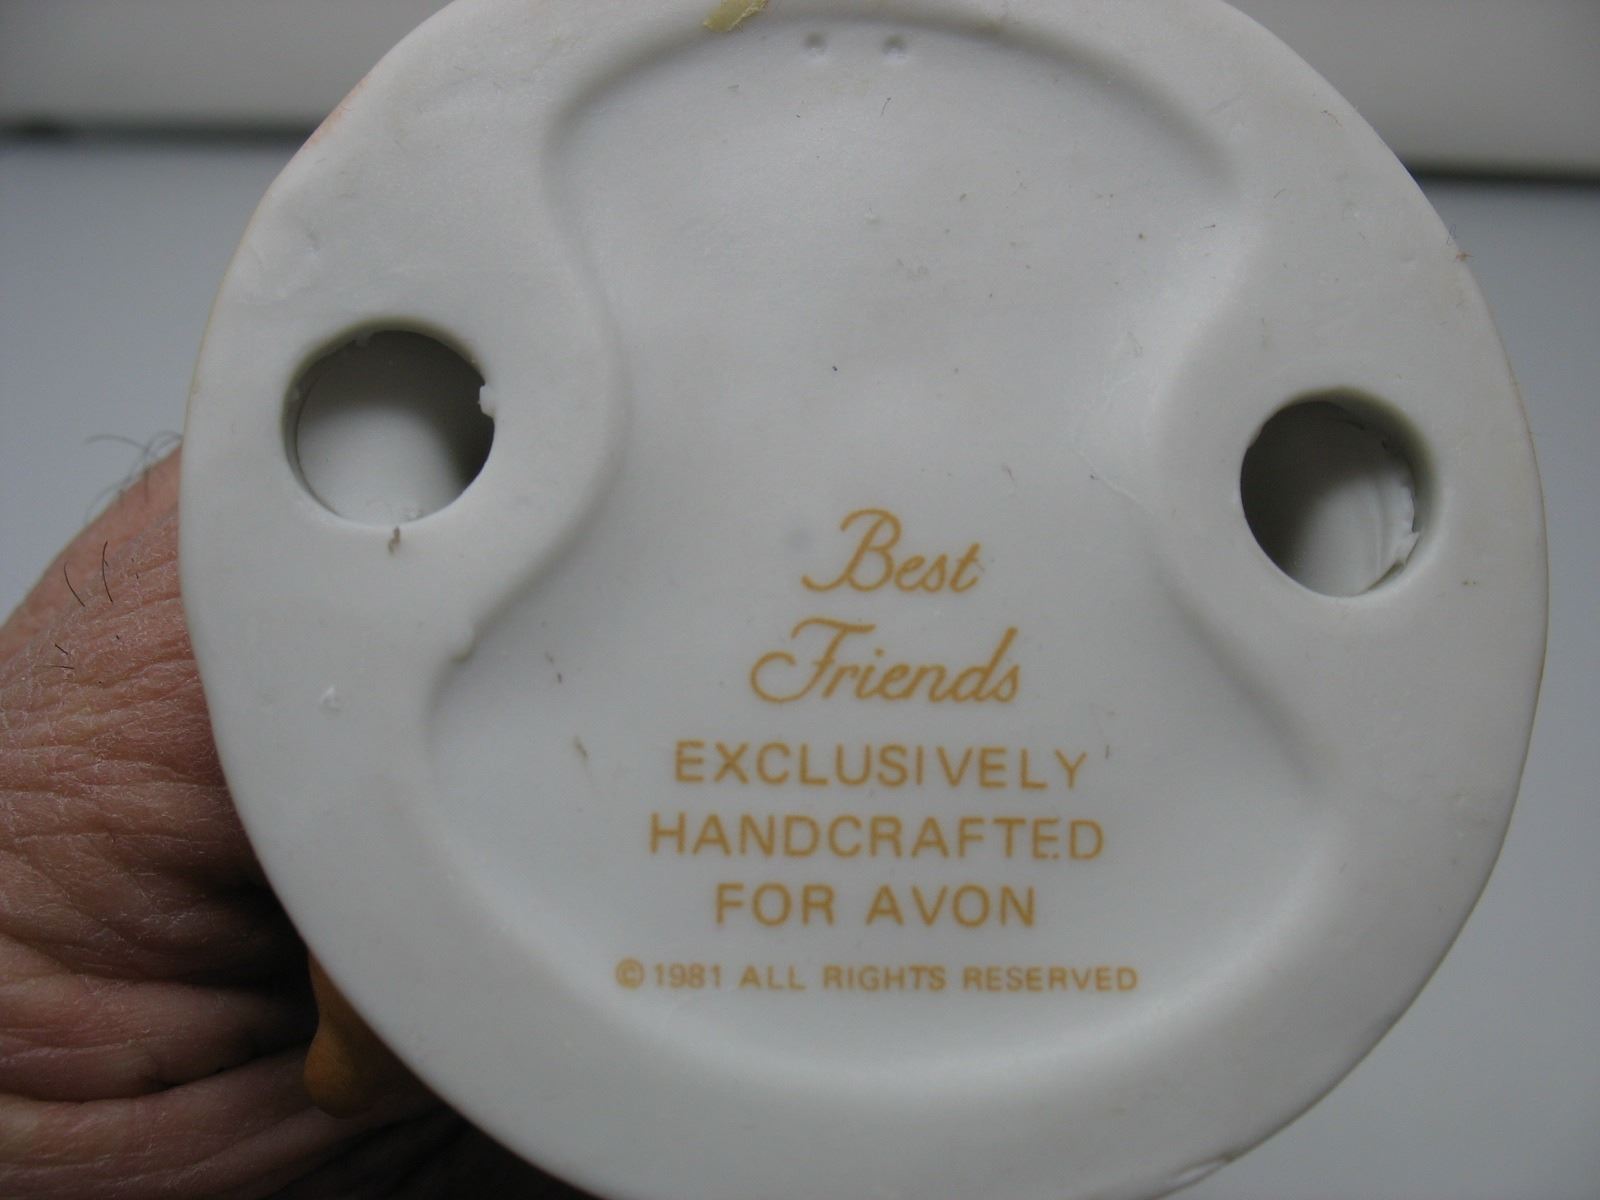 Best
Friends
EXCLUSIVELY
HANDCRAFTED
FOR AVON
© 1981 ALL RIGHTS RESERVED